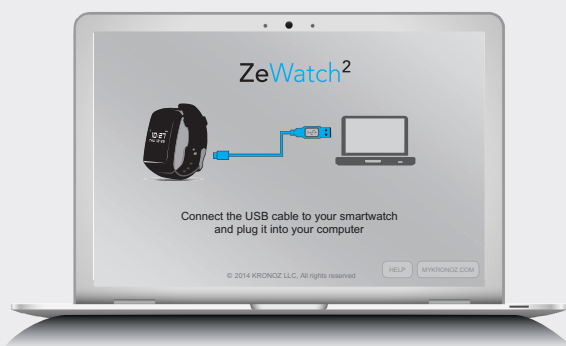 ZeWatch²
10:27
Connect the USB cable to your smartwatch
and plug it into your computer
HELP
MYKRONOZ.COM
© 2014 KRONOZ LLC, All rights reserved